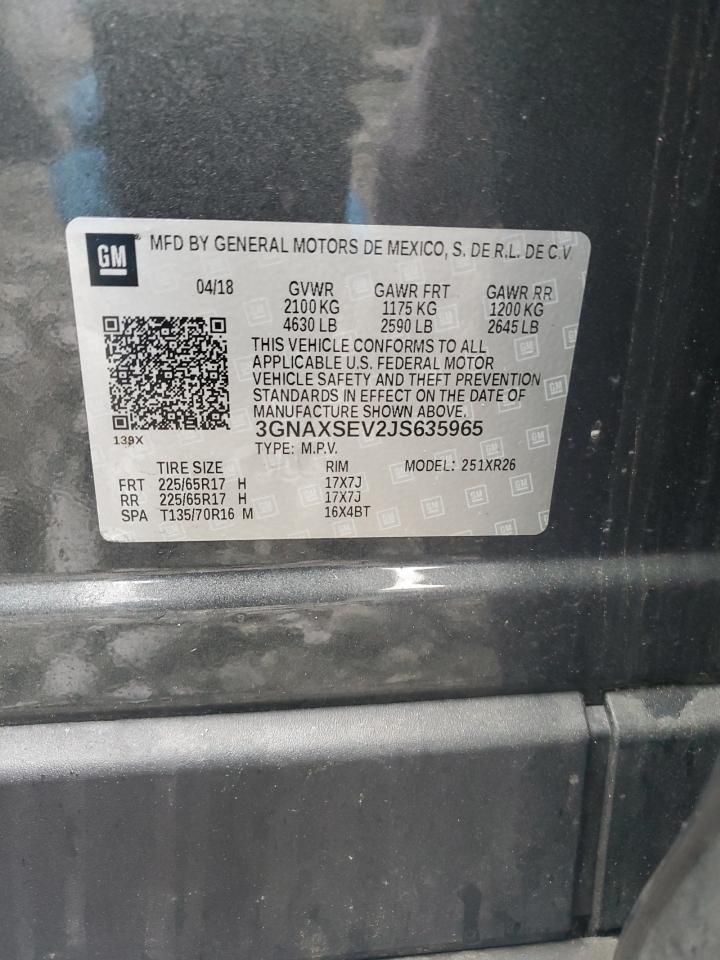 GM ® MFD BY GENERAL MOTORS DE MEXICO, S. DE R.L. DE C.V.
04/18 GVWR GAWR FRT GAWR RR
2100 KG 1175 KG 1200 KG
4630 LB 2590 LB 2645 LB
THIS VEHICLE CONFORMS TO ALL
APPLICABLE U.S. FEDERAL MOTOR
VEHICLE SAFETY AND THEFT PREVENTION
STANDARDS IN EFFECT ON THE DATE OF
MANUFACTURE SHOWN ABOVE.
139X 3GNAXSEV2JS635965
TYPE: M.P.V.
TIRE SIZE RIM MODEL: 251XR26
FRT 225/65R17 H 17X7J
RR 225/65R17 H 17X7J
SPA T135/70R16 M 16X4BT